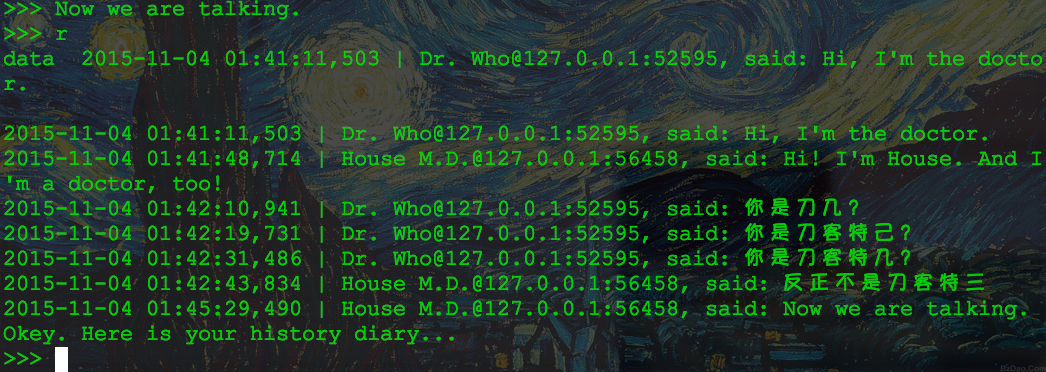 >>> Now we are talking.
>>> r
data  2015-11-04 01:41:11,503 | Dr. Who@127.0.0.1:52595, said: Hi, I'm the docto
r.
2015-11-04 01:41:11,503 | Dr. Who@127.0.0.1:52595, said: Hi, I'm the doctor.
2015-11-04 01:41:48,714 | House M.D.@127.0.0.1:56458, said: Hi! I'm House. And I
'm a doctor, too!
2015-11-04 01:42:10,941 | Dr. Who@127.0.0.1:52595, said: 你是刀几?
2015-11-04 01:42:19,731 | Dr. Who@127.0.0.1:52595, said: 你是刀客特己?
2015-11-04 01:42:31,486 | Dr. Who@127.0.0.1:52595, said: 你是刀客特几?
2015-11-04 01:42:43,834 | House M.D.@127.0.0.1:56458, said: 反正不是刀客特三
2015-11-04 01:45:29,490 | House M.D.@127.0.0.1:56458, said: Now we are talking.
Okey. Here is your history diary...
>>>